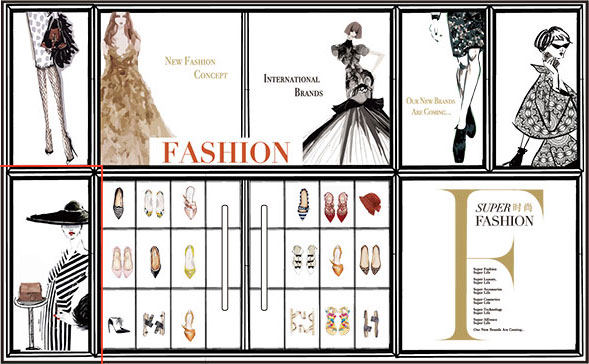 NEW FASHION
CONCEPT
INTERNATIONAL
BRANDS
FASHION
OUR NEW BRANDS
ARE COMING...
SUPER 时尚
FASHION
Super Fashion
Super Life
Super Layout,
Super Life
Super Accessories
Super Life
Super Cosmetics
Super Life
Super Technology
Super Life
Super Alliance
Super Life
Our New Brands Are Coming...